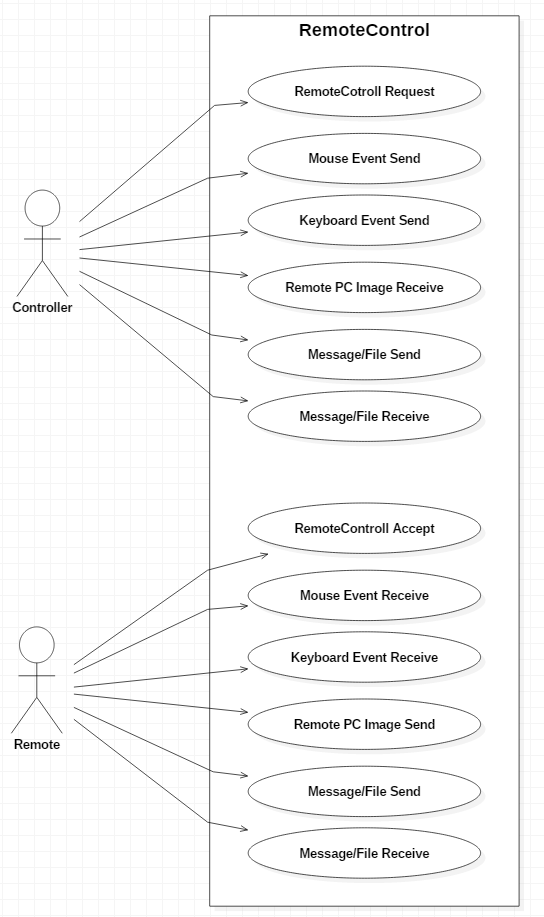 RemoteControl
RemoteCotroll Request
Mouse Event Send
Keyboard Event Send
Remote PC Image Receive
Controller
Message/File Send
Message/File Receive
RemoteControll Accept
Mouse Event Receive
Keyboard Event Receive
Remote PC Image Send
Remote
Message/File Send
Message/File Receive